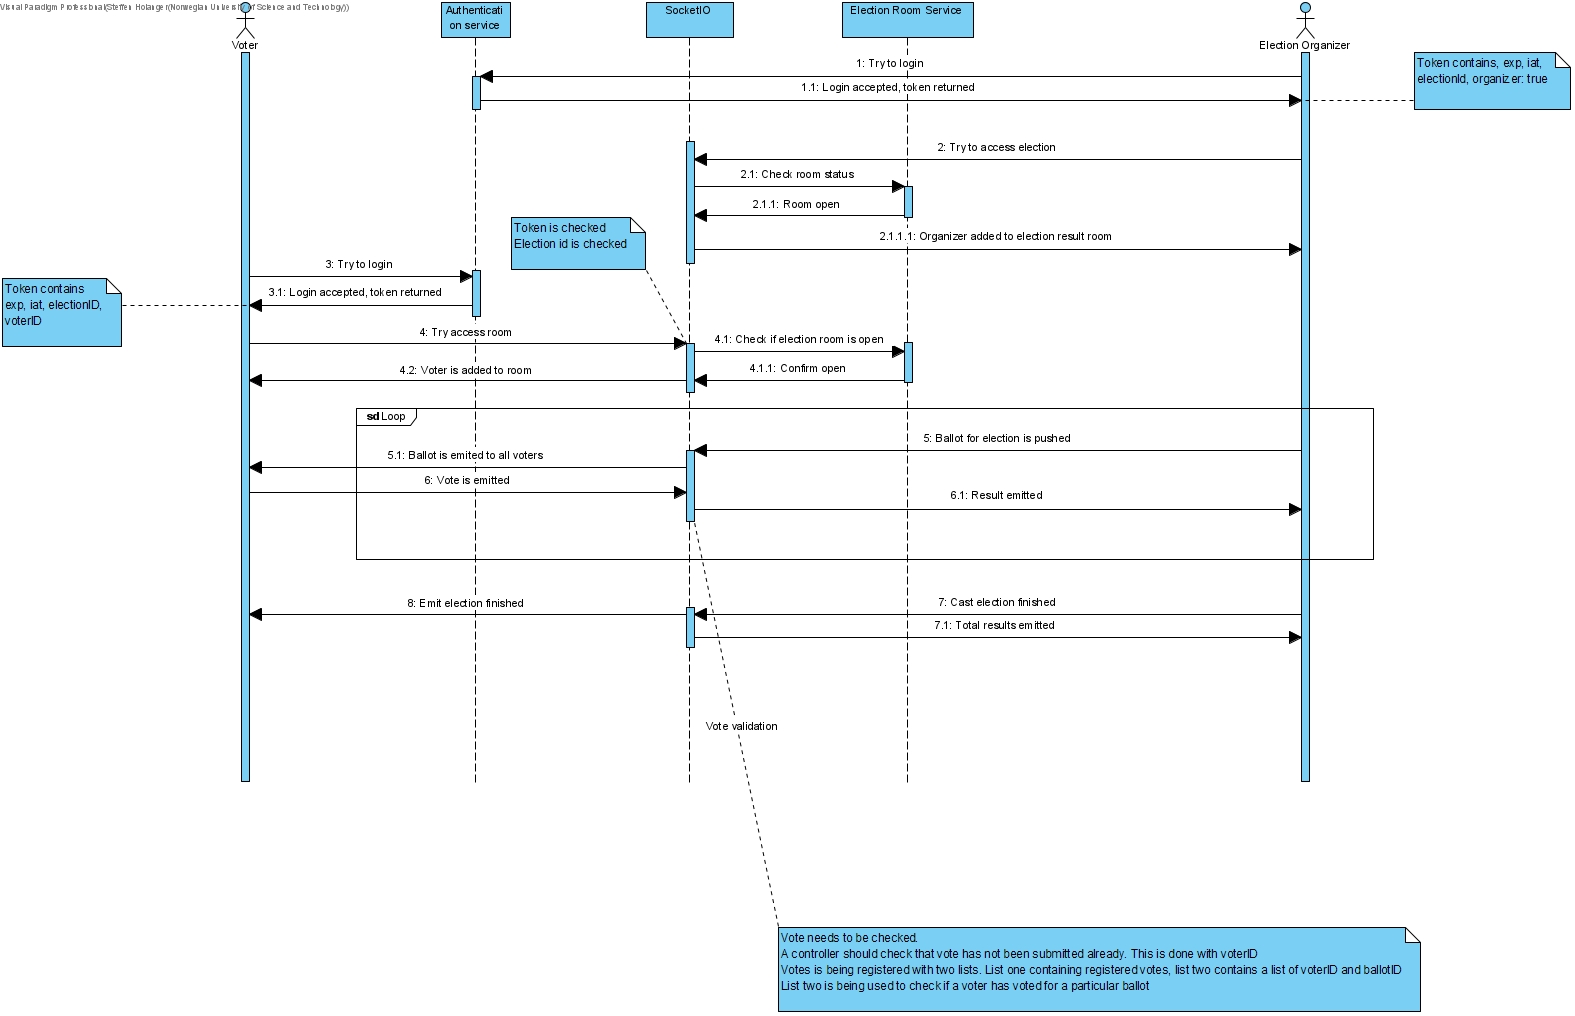 Visual Paradigm Professional(Steffen Holanger(Norwegian University of Science and Technology))
Voter
Authenticati
on service
SocketIO
Election Room Service
Election Organizer
1: Try to login
Token contains, exp, iat,
electionId, organizer: true
1.1: Login accepted, token returned
2: Try to access election
2.1: Check room status
2.1.1: Room open
Token is checked
Election id is checked
2.1.1.1: Organizer added to election result room
3: Try to login
Token contains
exp, iat, electionID,
voterID
3.1: Login accepted, token returned
4: Try access room
4.1: Check if election room is open
4.1.1: Confirm open
4.2: Voter is added to room
sd Loop
5: Ballot for election is pushed
5.1: Ballot is emited to all voters
6: Vote is emitted
6.1: Result emitted
8: Emit election finished
7: Cast election finished
7.1: Total results emitted
Vote validation
Vote needs to be checked.
A controller should check that vote has not been submitted already. This is done with voterID
Votes is being registered with two lists. List one containing registered votes, list two contains a list of voterID and ballotID
List two is being used to check if a voter has voted for a particular ballot